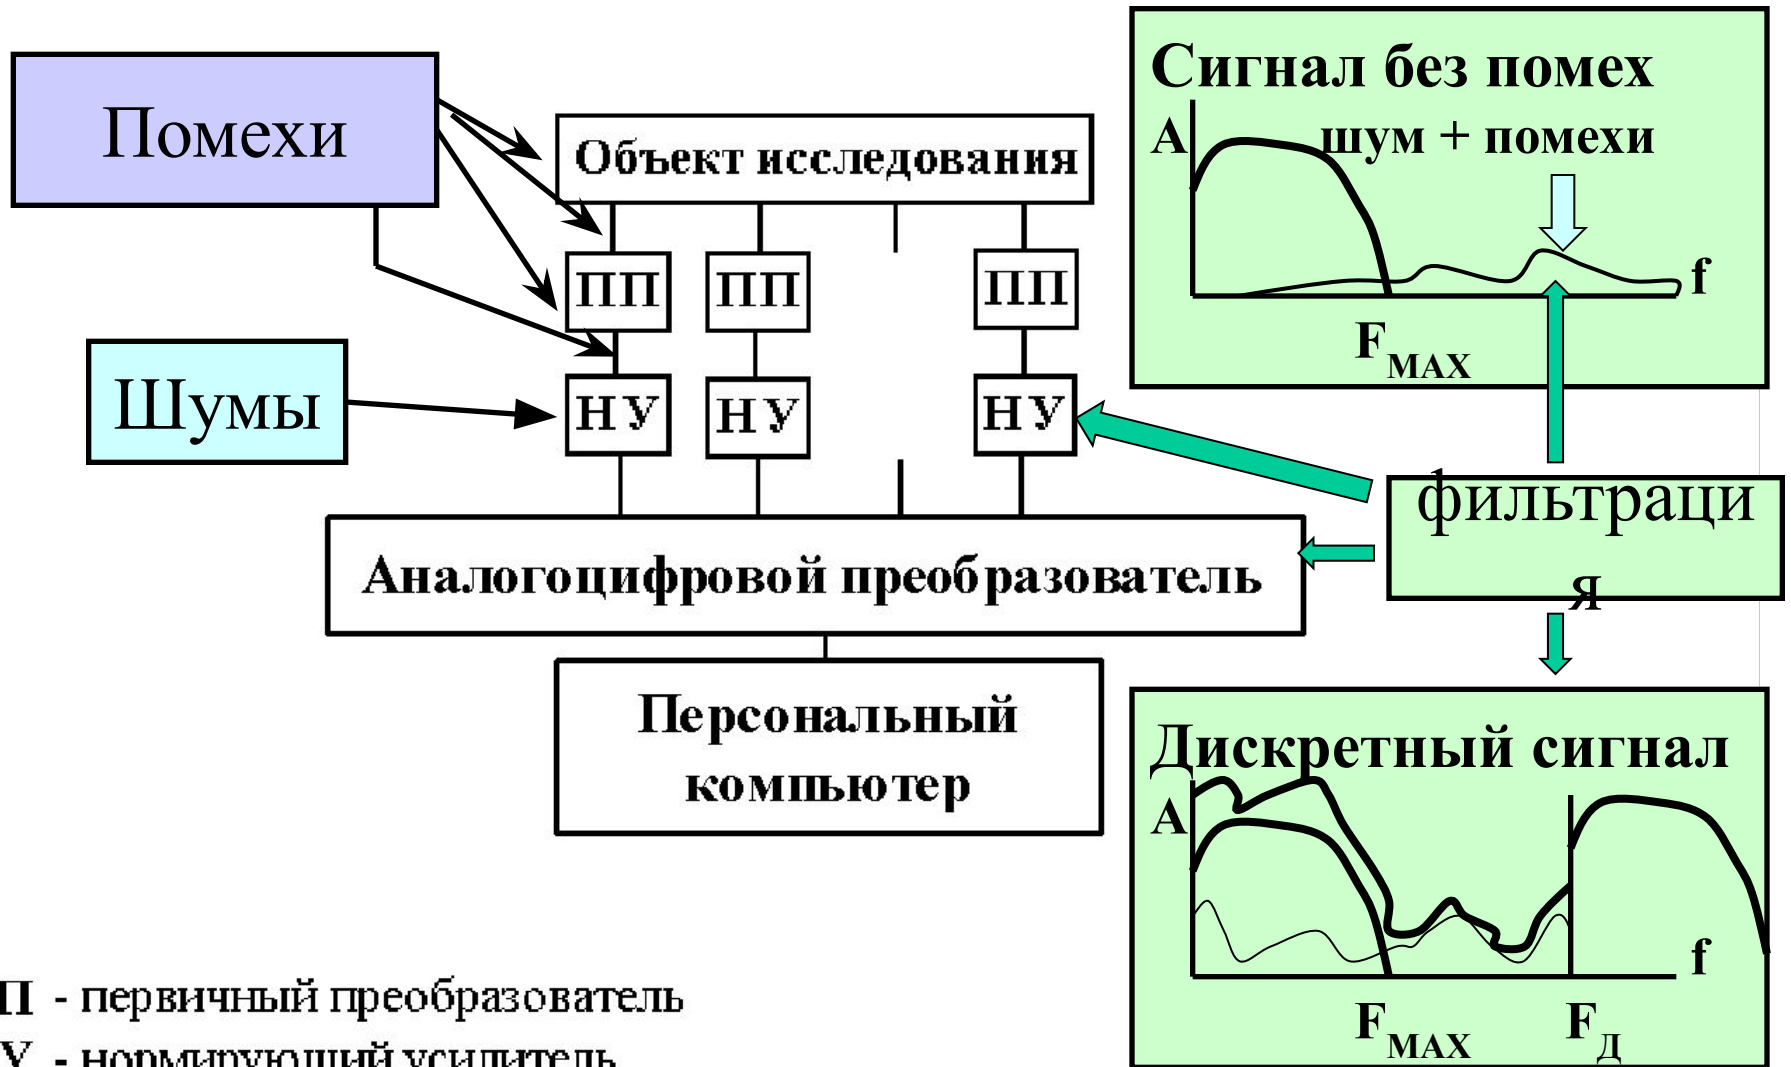 Помехи
Объект исследования
ПП ПП ПП
Шумы
НУ НУ НУ
Аналогоцифровой преобразователь
Персональный
компьютер
П - первичный преобразователь
У - нормирующий усилитель
Сигнал без помех
A шум + помехи
f
FMAX
фильтраци
я
Дискретный сигнал
A
f
FMAX FД